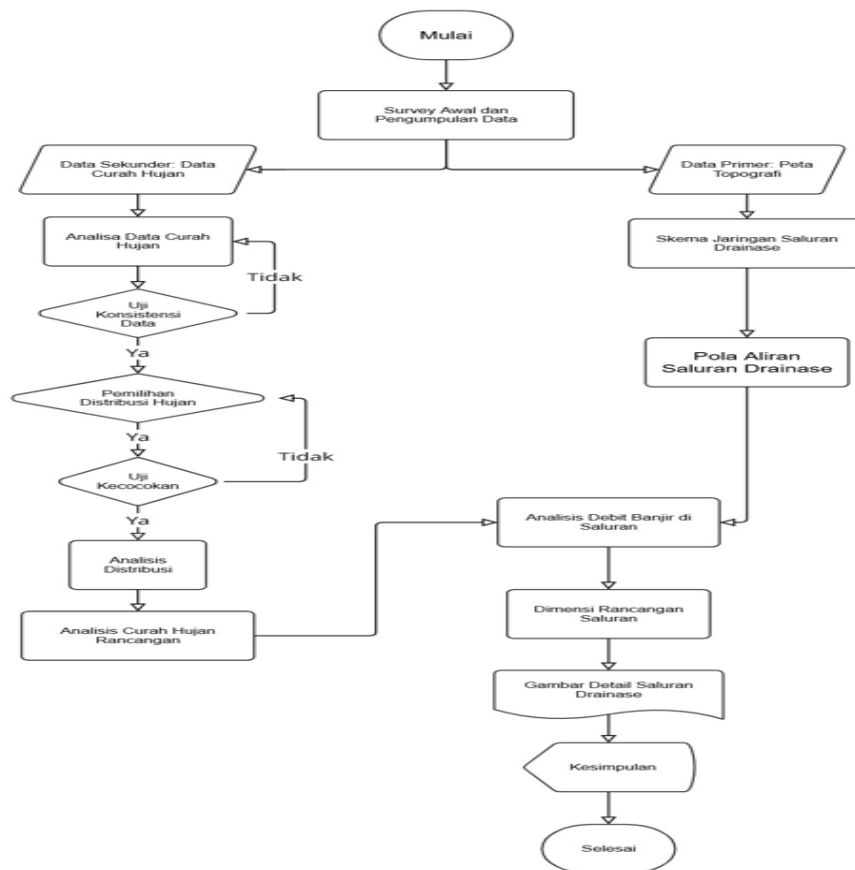 Mulai
Survey Awal dan
Pengumpulan Data
Data Sekunder: Data
Curah Hujan
Data Primer: Peta
Topografi
Analisa Data Curah
Hujan
Skema Jaringan Saluran
Drainase
Tidak
Uji
Konsistensi
Data
Ya
Pola Aliran
Saluran Drainase
Pemilihan
Distribusi Hujan
Ya
Tidak
Uji
Kecocokan
Ya
Analisis Debit Banjir di
Saluran
Analisis
Distribusi
Analisis Curah Hujan
Rancangan
Dimensi Rancangan
Saluran
Gambar Detail Saluran
Drainase
Kesimpulan
Selesai